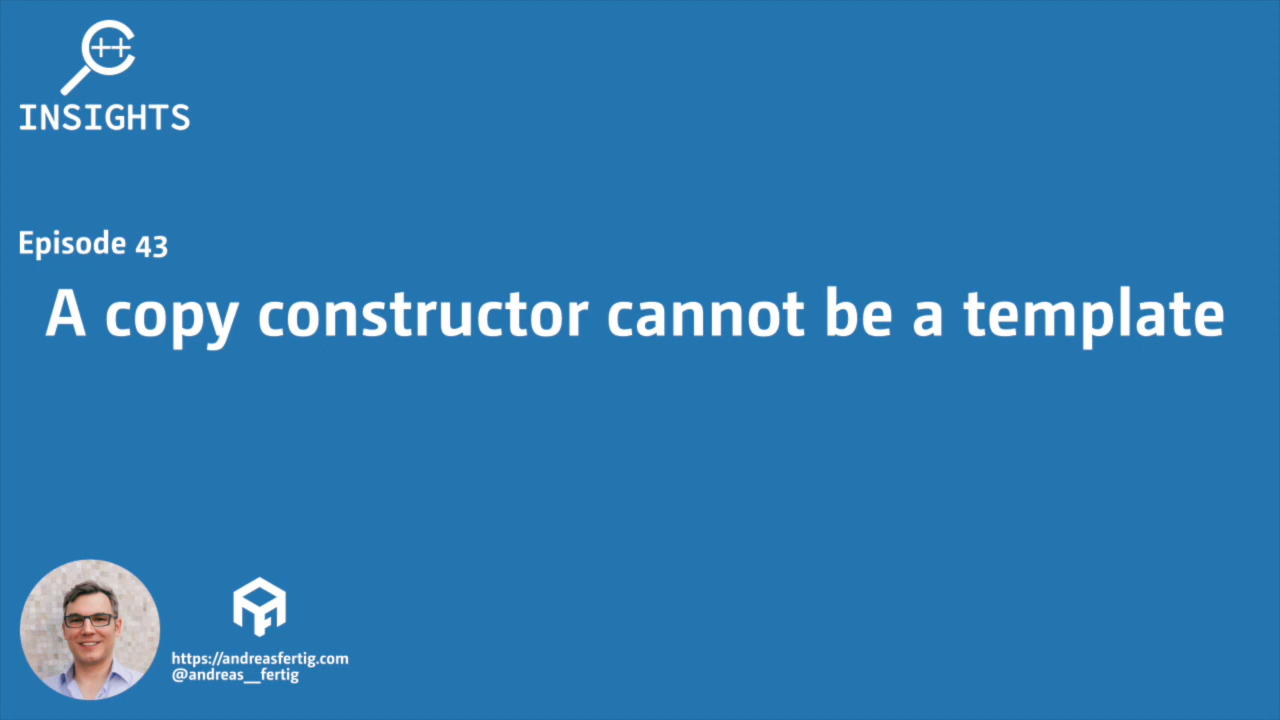 C++
INSIGHTS
Episode 43
A copy constructor cannot be a template
https://andreasfertig.com
@andreas__fertig